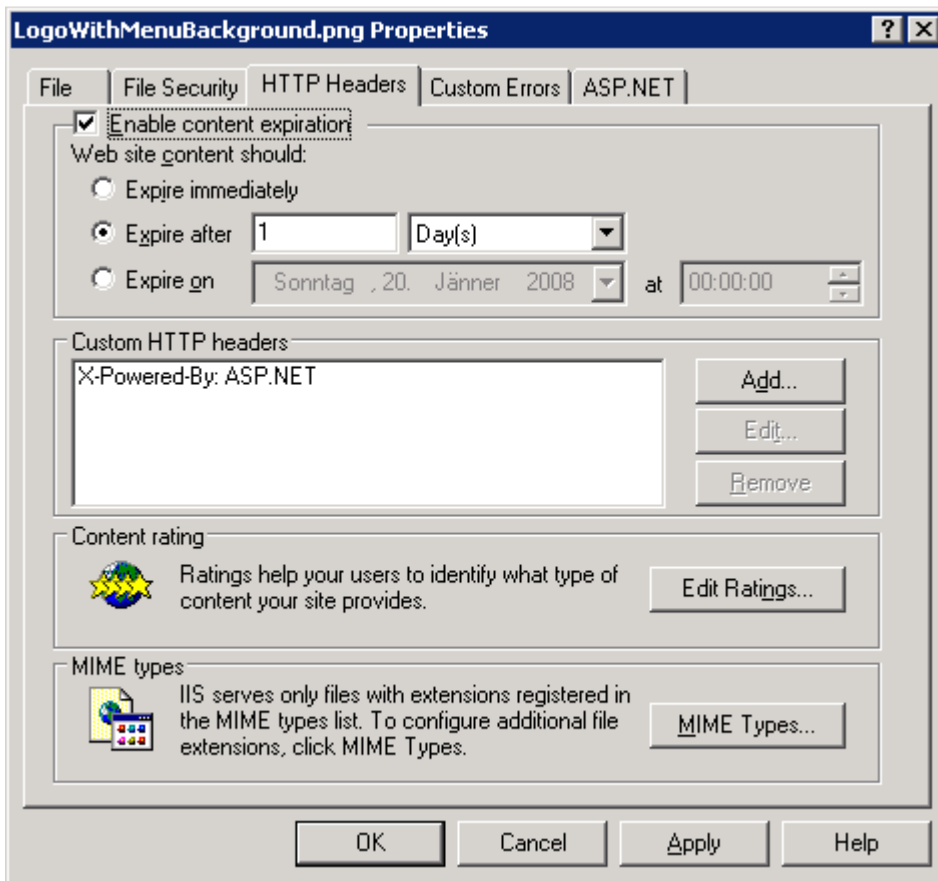 LogoWithMenuBackground.png Properties
File File Security HTTP Headers Custom Errors ASP.NET
Enable content expiration
Web site content should:
Expire immediately
Expire after 1 Day(s)
Expire on Sonntag , 20. Jänner 2008 at 00:00:00
Custom HTTP headers
X-Powered-By: ASP.NET
Add...
Edit...
Remove
Content rating
Ratings help your users to identify what type of
content your site provides.
Edit Ratings...
MIME types
IIS serves only files with extensions registered in
the MIME types list. To configure additional file
extensions, click MIME Types.
MIME Types...
OK Cancel Apply Help